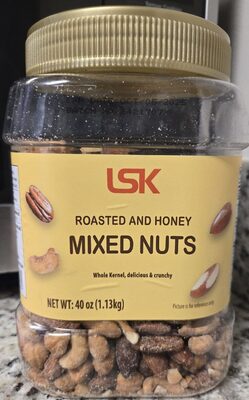 LSK
ROASTED AND HONEY
MIXED NUTS
Whole Kernel, delicious & crunchy
NET WT: 40 oz (1.13kg)
Picture is for reference only